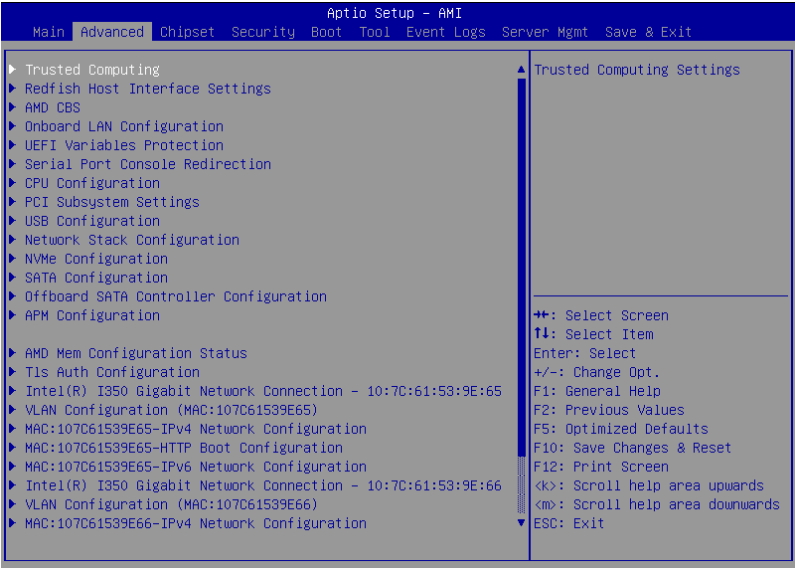 Aptio Setup - AMI
Main Advanced Chipset Security Boot Tool Event Logs Server Mgmt Save & Exit
Trusted Computing
Redfish Host Interface Settings
AMD CBS
Onboard LAN Configuration
UEFI Variables Protection
Serial Port Console Redirection
CPU Configuration
PCI Subsystem Settings
USB Configuration
Network Stack Configuration
NVMe Configuration
SATA Configuration
Offboard SATA Controller Configuration
APM Configuration
AMD Mem Configuration Status
Tls Auth Configuration
Intel(R) I350 Gigabit Network Connection - 10:7C:61:53:9E:65
VLAN Configuration (MAC:107C61539E65)
MAC:107C61539E65-IPv4 Network Configuration
MAC:107C61539E65-HTTP Boot Configuration
MAC:107C61539E65-IPv6 Network Configuration
Intel(R) I350 Gigabit Network Connection - 10:7C:61:53:9E:66
VLAN Configuration (MAC:107C61539E66)
MAC:107C61539E66-IPv4 Network Configuration
Trusted Computing Settings
→←: Select Screen
↑↓: Select Item
Enter: Select
+/-: Change Opt.
F1: General Help
F2: Previous Values
F5: Optimized Defaults
F10: Save Changes & Reset
F12: Print Screen
<k>: Scroll help area upwards
<m>: Scroll help area downwards
ESC: Exit